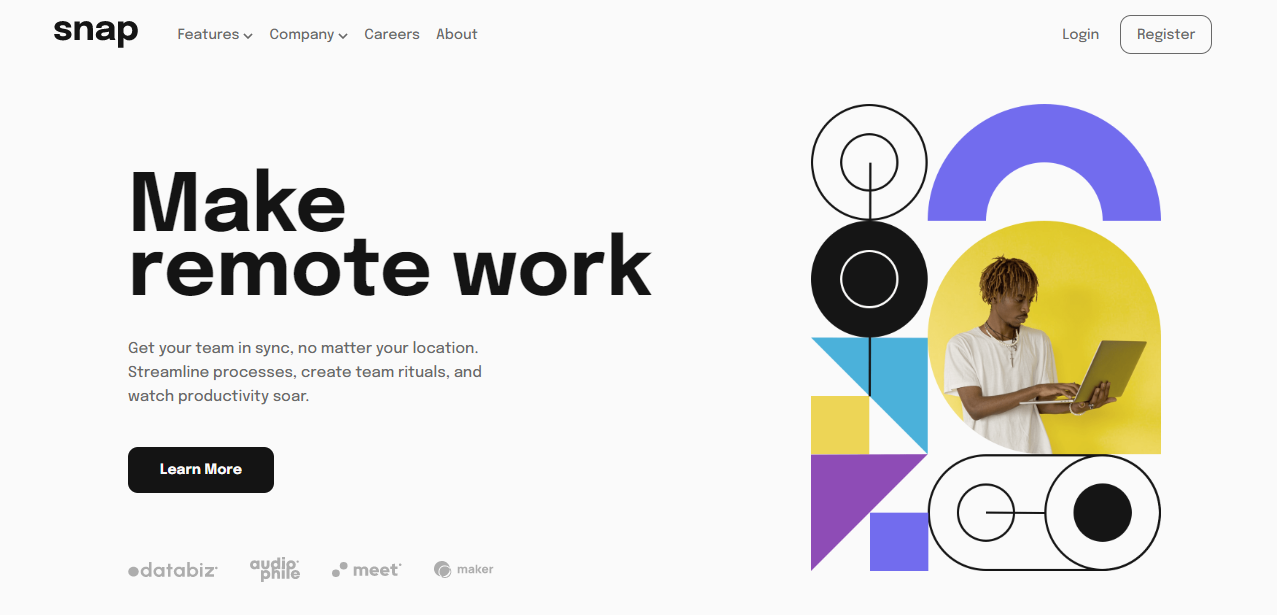 snap
Features Company Careers About
Login Register
Make
remote work
Get your team in sync, no matter your location.
Streamline processes, create team rituals, and
watch productivity soar.
Learn More
databiz audiophile meet maker